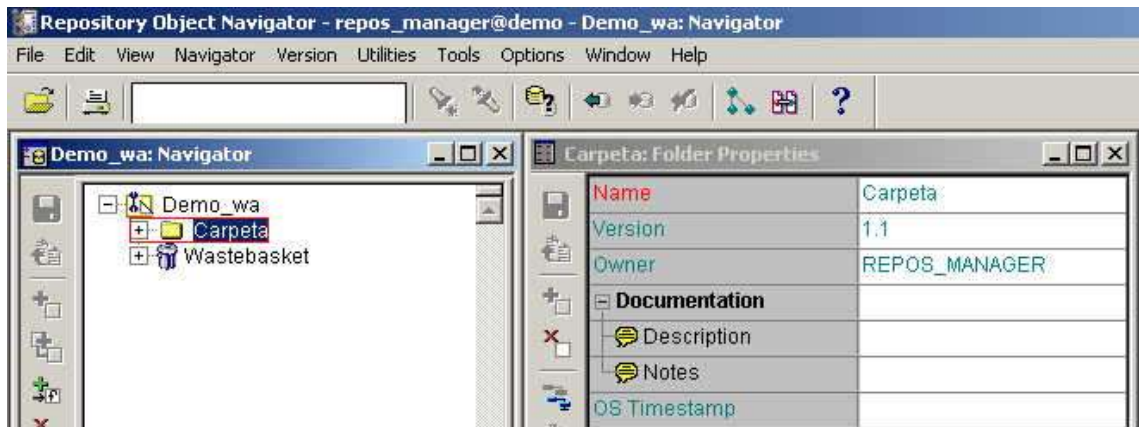 Repository Object Navigator - repos_manager@demo - Demo_wa: Navigator
File Edit View Navigator Version Utilities Tools Options Window Help
?
Demo_wa: Navigator
Demo_wa
Carpeta
Wastebasket
Carpeta: Folder Properties
Name Carpeta
Version 1.1
Owner REPOS_MANAGER
Documentation
Description
Notes
OS Timestamp